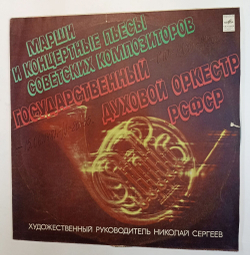 МАРШИ
И КОНЦЕРТНЫЕ ПЬЕСЫ
СОВЕТСКИХ КОМПОЗИТОРОВ
ГОСУДАРСТВЕННЫЙ
ДУХОВОЙ ОРКЕСТР
РСФСР
ХУДОЖЕСТВЕННЫЙ РУКОВОДИТЕЛЬ НИКОЛАЙ СЕРГЕЕВ